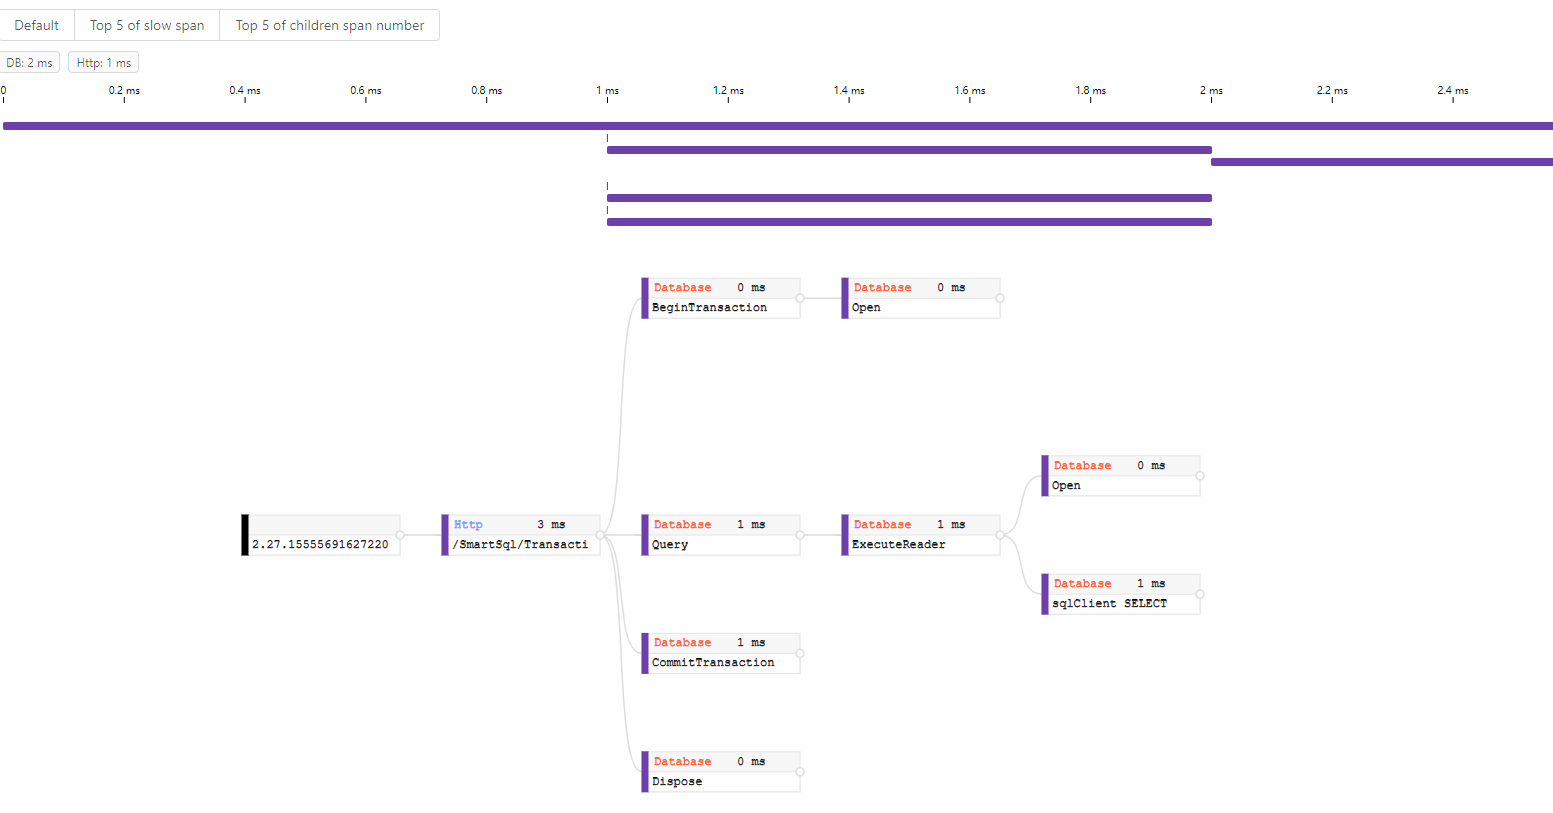 Default Top 5 of slow span Top 5 of children span number
DB: 2 ms Http: 1 ms
0 0.2 ms 0.4 ms 0.6 ms 0.8 ms 1 ms 1.2 ms 1.4 ms 1.6 ms 1.8 ms 2 ms 2.2 ms 2.4 ms
Database 0 ms
BeginTransaction
Database 0 ms
Open
Database 0 ms
Open
2.27.15555691627220
Http 3 ms
/SmartSql/Transacti
Database 1 ms
Query
Database 1 ms
ExecuteReader
Database 1 ms
sqlClient SELECT
Database 1 ms
CommitTransaction
Database 0 ms
Dispose